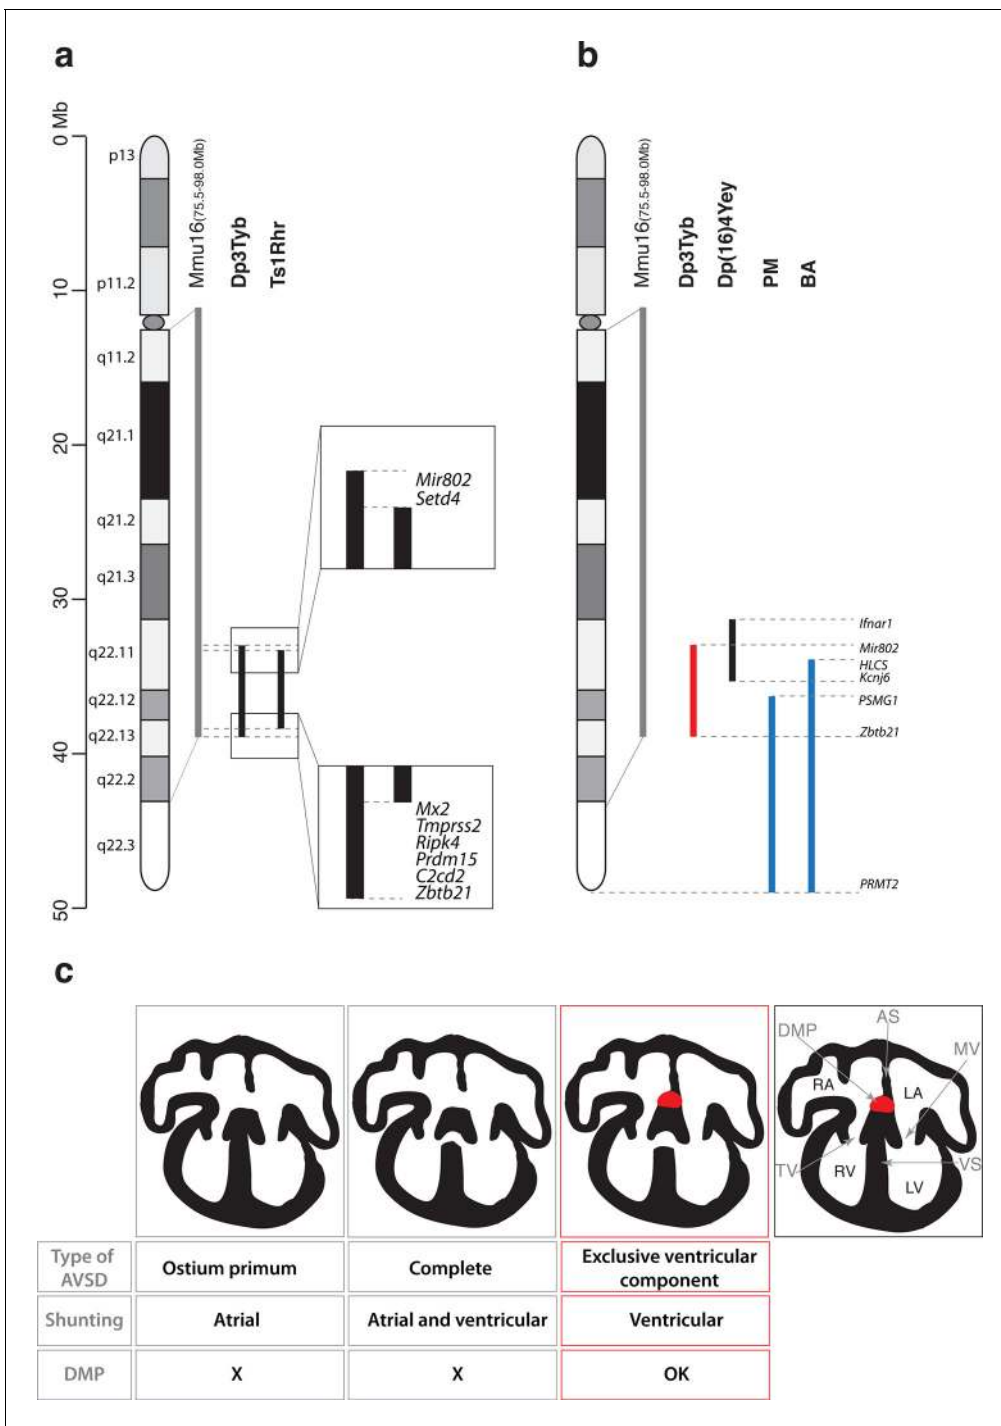 a
0 Mb
10
20
30
40
50
p13
p11.2
q11.2
q21.1
q21.2
q21.3
q22.11
q22.12
q22.13
q22.2
q22.3
Mmu16(75.5-98.0Mb)
Dp3Tyb
Ts1Rhr
Mir802
Setd4
Mx2
Tmprss2
Ripk4
Prdm15
C2cd2
Zbtb21
b
Mmu16(75.5-98.0Mb)
Dp3Tyb
Dp(16)4Yey
PM
BA
Ifnar1
Mir802
HLCS
Kcnj6
PSMG1
Zbtb21
PRMT2
c
AS
DMP
MV
RA
LA
TV
RV
VS
LV
Type of AVSD
Ostium primum
Complete
Exclusive ventricular component
Shunting
Atrial
Atrial and ventricular
Ventricular
DMP
X
X
OK